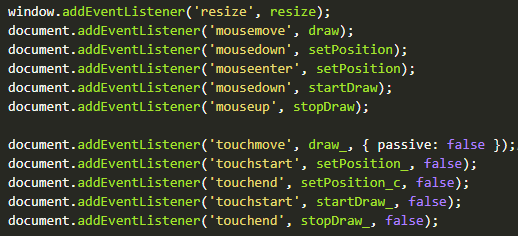 window.addEventListener('resize', resize);
document.addEventListener('mousemove', draw);
document.addEventListener('mousedown', setPosition);
document.addEventListener('mouseenter', setPosition);
document.addEventListener('mousedown', startDraw);
document.addEventListener('mouseup', stopDraw);
document.addEventListener('touchmove', draw_, { passive: false });
document.addEventListener('touchstart', setPosition_, false);
document.addEventListener('touchend', setPosition_c, false);
document.addEventListener('touchstart', startDraw_, false);
document.addEventListener('touchend', stopDraw_, false);